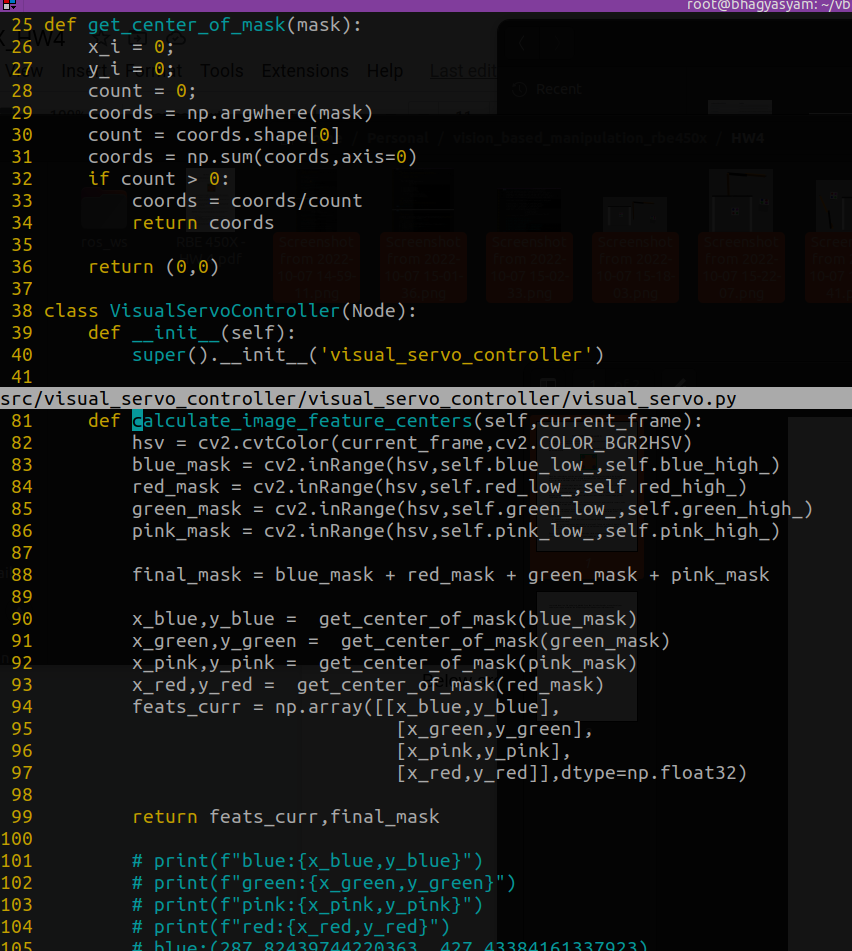 root@bhagyasyam: ~/vb
25 def get_center_of_mask(mask):
26     x_i = 0;
27     y_i = 0;
28     count = 0;
29     coords = np.argwhere(mask)
30     count = coords.shape[0]
31     coords = np.sum(coords,axis=0)
32     if count > 0:
33         coords = coords/count
34         return coords
35
36     return (0,0)
37
38 class VisualServoController(Node):
39     def __init__(self):
40         super().__init__('visual_servo_controller')
41
src/visual_servo_controller/visual_servo_controller/visual_servo.py
81     def calculate_image_feature_centers(self,current_frame):
82         hsv = cv2.cvtColor(current_frame,cv2.COLOR_BGR2HSV)
83         blue_mask = cv2.inRange(hsv,self.blue_low_,self.blue_high_)
84         red_mask = cv2.inRange(hsv,self.red_low_,self.red_high_)
85         green_mask = cv2.inRange(hsv,self.green_low_,self.green_high_)
86         pink_mask = cv2.inRange(hsv,self.pink_low_,self.pink_high_)
87
88         final_mask = blue_mask + red_mask + green_mask + pink_mask
89
90         x_blue,y_blue =  get_center_of_mask(blue_mask)
91         x_green,y_green =  get_center_of_mask(green_mask)
92         x_pink,y_pink =  get_center_of_mask(pink_mask)
93         x_red,y_red =  get_center_of_mask(red_mask)
94         feats_curr = np.array([[x_blue,y_blue],
95                                 [x_green,y_green],
96                                 [x_pink,y_pink],
97                                 [x_red,y_red]],dtype=np.float32)
98
99         return feats_curr,final_mask
100
101         # print(f"blue:{x_blue,y_blue}")
102         # print(f"green:{x_green,y_green}")
103         # print(f"pink:{x_pink,y_pink}")
104         # print(f"red:{x_red,y_red}")
105         # blue:(287.82439744220363, 427.43384161337923)
Tools Extensions Help Last edit
Recent
Personal / vision_based_manipulation_rbe450x / HW4
ros_ws